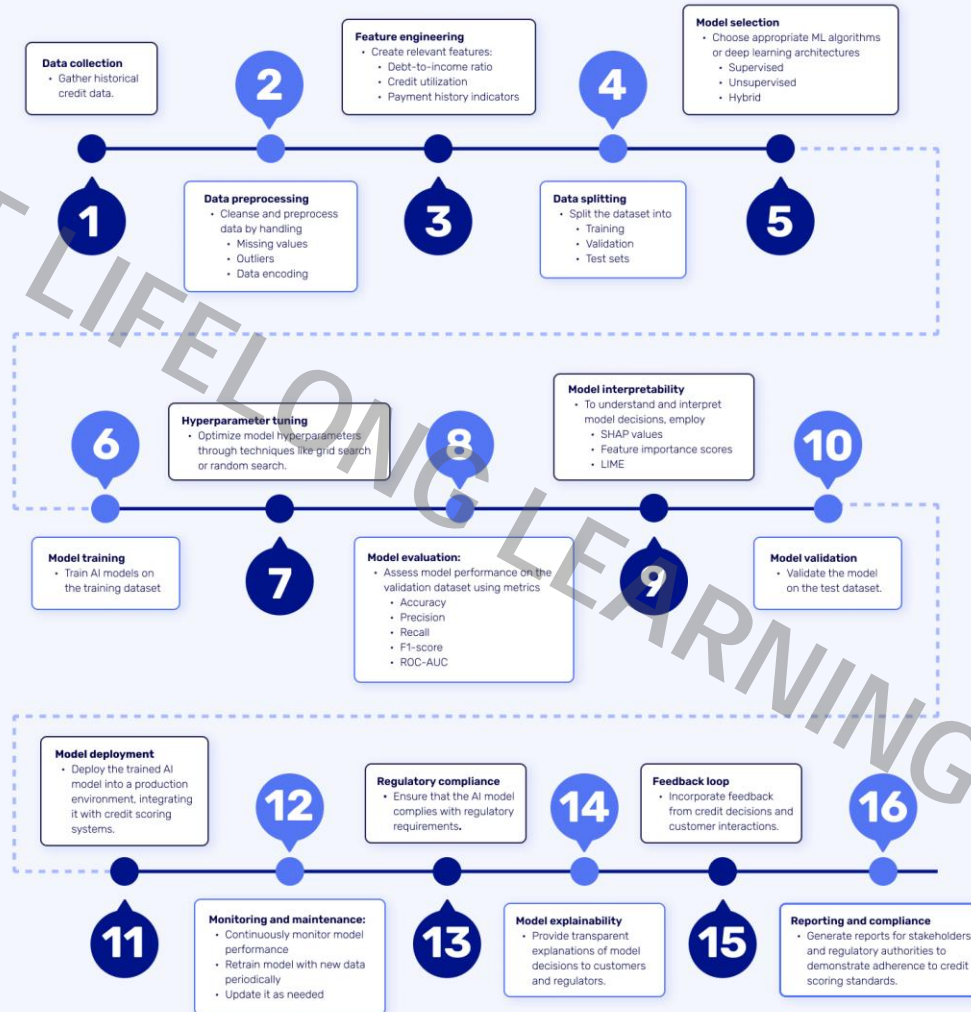 Data collection
• Gather historical
credit data.
1
2
Data preprocessing
• Cleanse and preprocess
data by handling
• Missing values
• Outliers
• Data encoding
Feature engineering
• Create relevant features:
• Debt-to-income ratio
• Credit utilization
• Payment history indicators
3
4
Data splitting
• Split the dataset into
• Training
• Validation
• Test sets
Model selection
• Choose appropriate ML algorithms
or deep learning architectures
• Supervised
• Unsupervised
• Hybrid
5
6
Model training
• Train AI models on
the training dataset
Hyperparameter tuning
• Optimize model hyperparameters
through techniques like grid search
or random search.
7
8
Model evaluation:
• Assess model performance on the
validation dataset using metrics
• Accuracy
• Precision
• Recall
• F1-score
• ROC-AUC
Model interpretability
• To understand and interpret
model decisions, employ
• SHAP values
• Feature importance scores
• LIME
9
10
Model validation
• Validate the model
on the test dataset.
Model deployment
• Deploy the trained AI
model into a production
environment, integrating
it with credit scoring
systems.
11
12
Monitoring and maintenance:
• Continuously monitor model
performance
• Retrain model with new data
periodically
• Update it as needed
Regulatory compliance
• Ensure that the AI model
complies with regulatory
requirements.
13
14
Model explainability
• Provide transparent
explanations of model
decisions to customers
and regulators.
Feedback loop
• Incorporate feedback
from credit decisions and
customer interactions.
15
16
Reporting and compliance
• Generate reports for stakeholders
and regulatory authorities to
demonstrate adherence to credit
scoring standards.
LIFELONG LEARNING